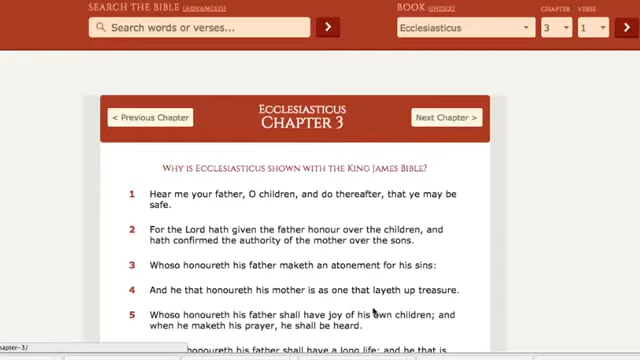 SEARCH THE BIBLE (ADVANCED)
BOOK (INDEX)
CHAPTER
VERSE
Search words or verses...
>
Ecclesiasticus
3
1
>
< Previous Chapter
ECCLESIASTICUS
CHAPTER 3
Next Chapter >
WHY IS ECCLESIASTICUS SHOWN WITH THE KING JAMES BIBLE?
1 Hear me your father, O children, and do thereafter, that ye may be
safe.
2 For the Lord hath given the father honour over the children, and
hath confirmed the authority of the mother over the sons.
3 Whoso honoureth his father maketh an atonement for his sins:
4 And he that honoureth his mother is as one that layeth up treasure.
5 Whoso honoureth his father shall have joy of his own children; and
when he maketh his prayer, he shall be heard.
honoureth his father shall have a long life; and he that is
hapter-3/